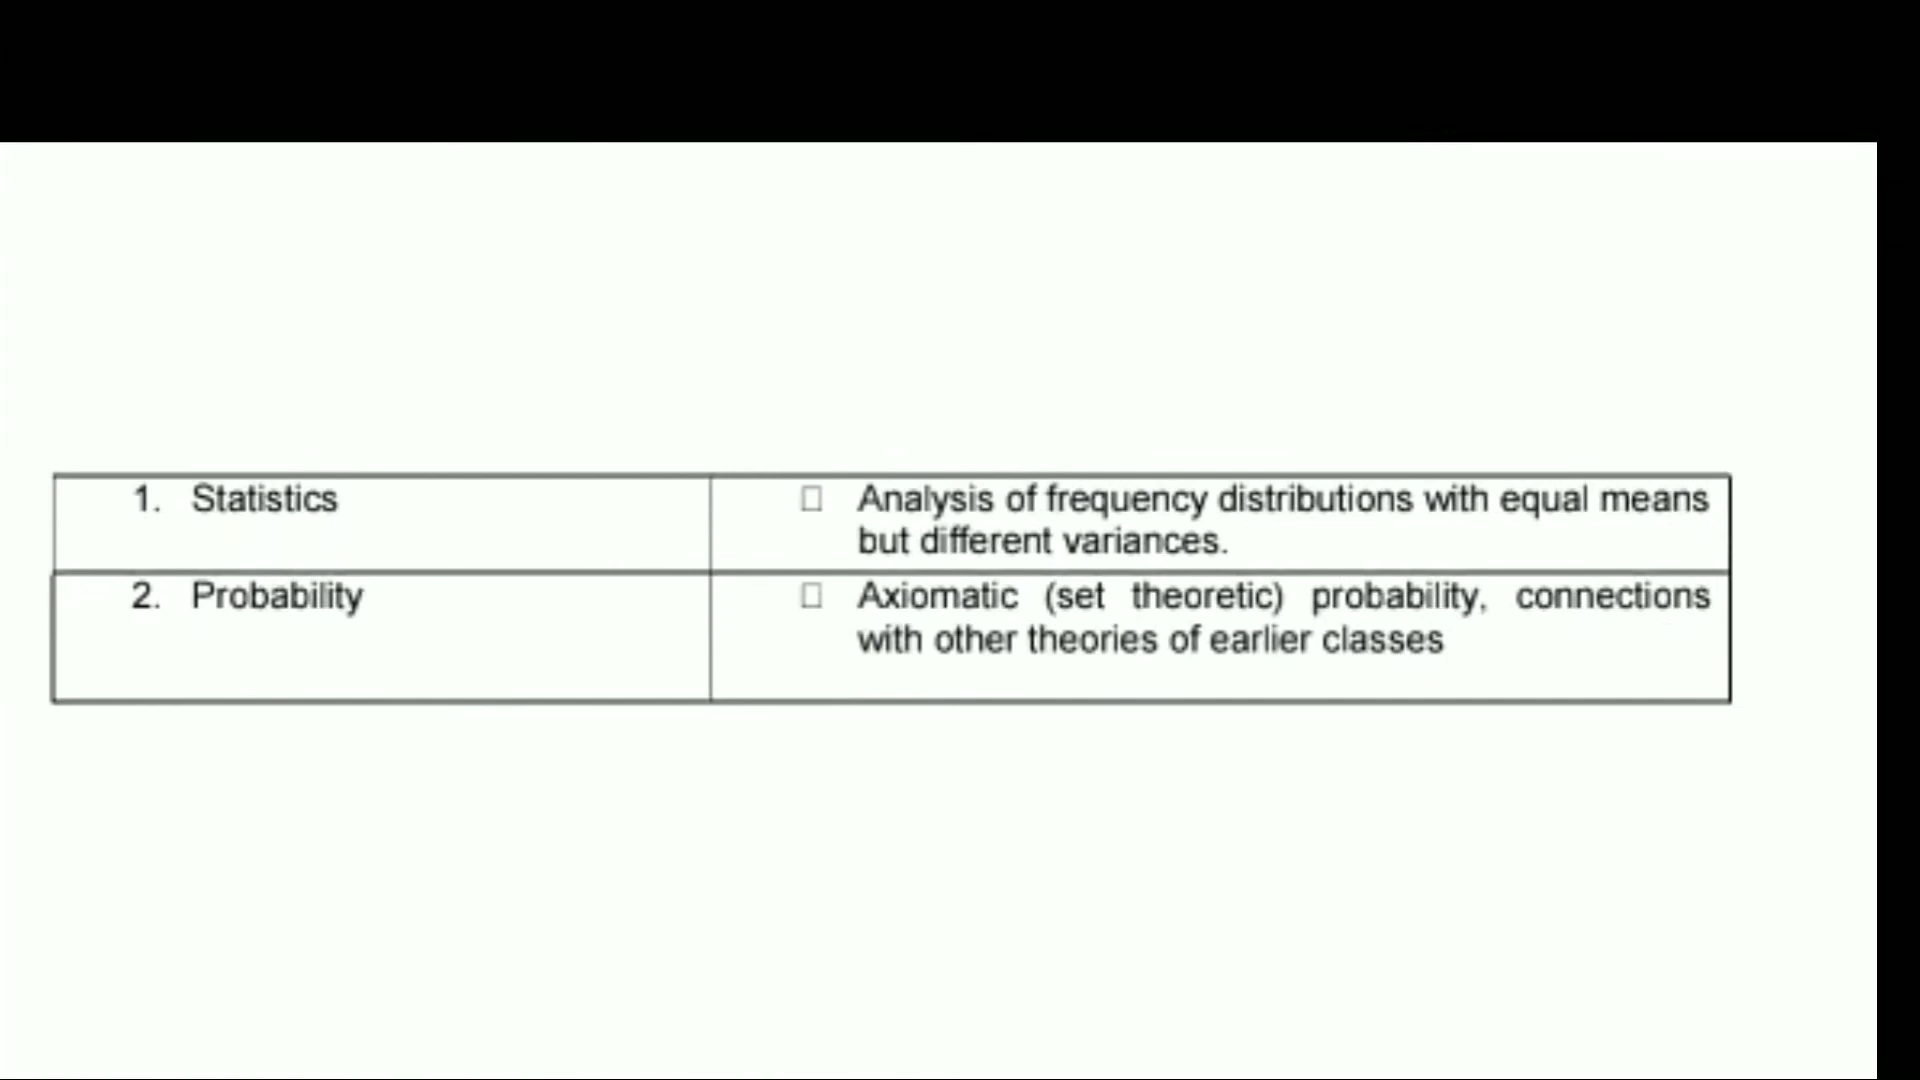 1. Statistics
□ Analysis of frequency distributions with equal means
but different variances.
2. Probability
□ Axiomatic (set theoretic) probability, connections
with other theories of earlier classes